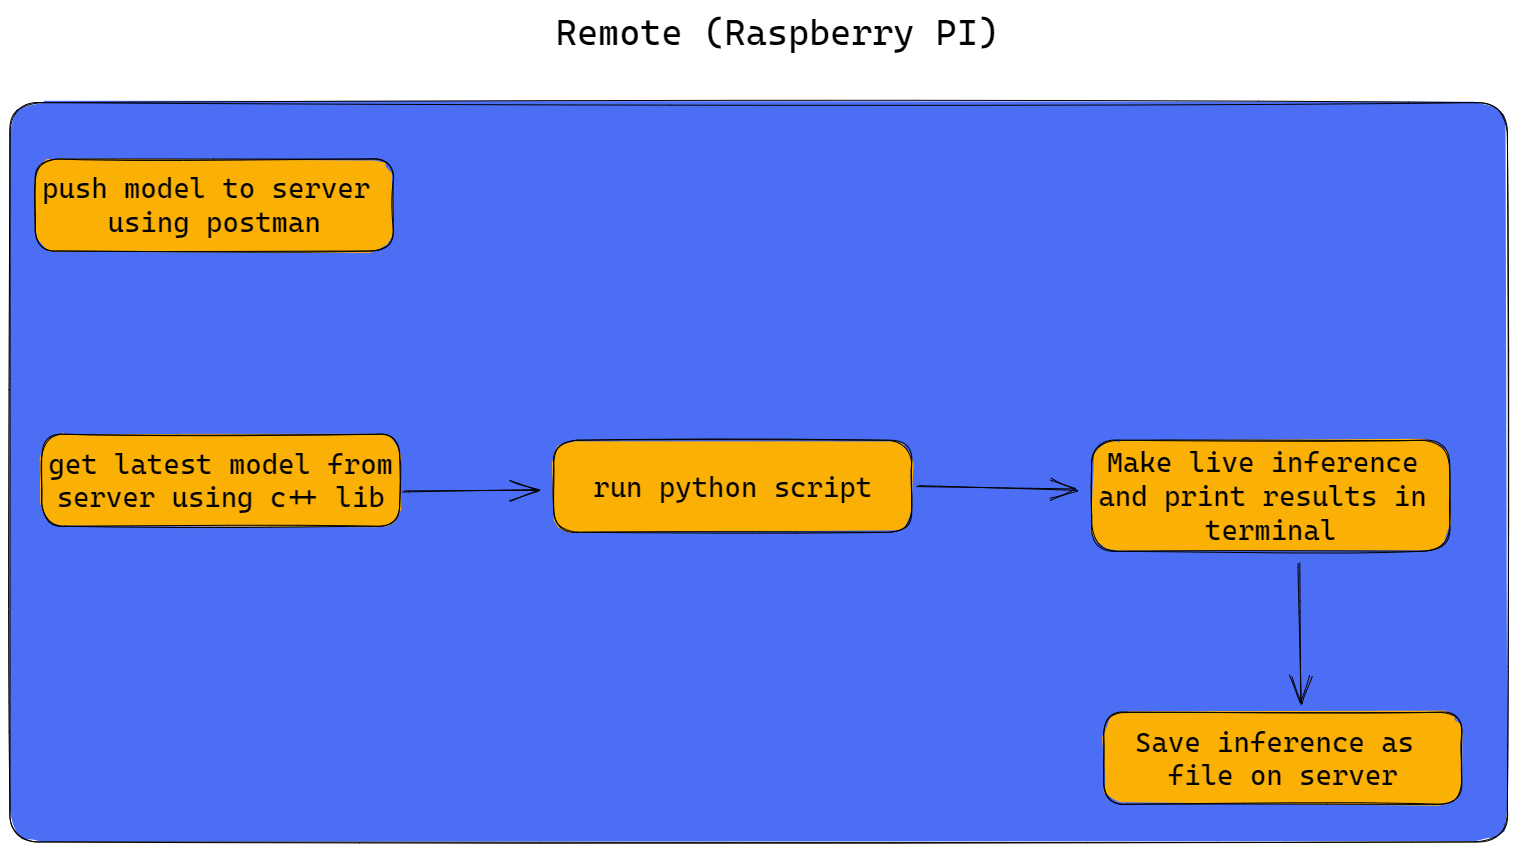 Remote (Raspberry PI)
push model to server
using postman
get latest model from
server using c++ lib
run python script
Make live inference
and print results in
terminal
Save inference as
file on server